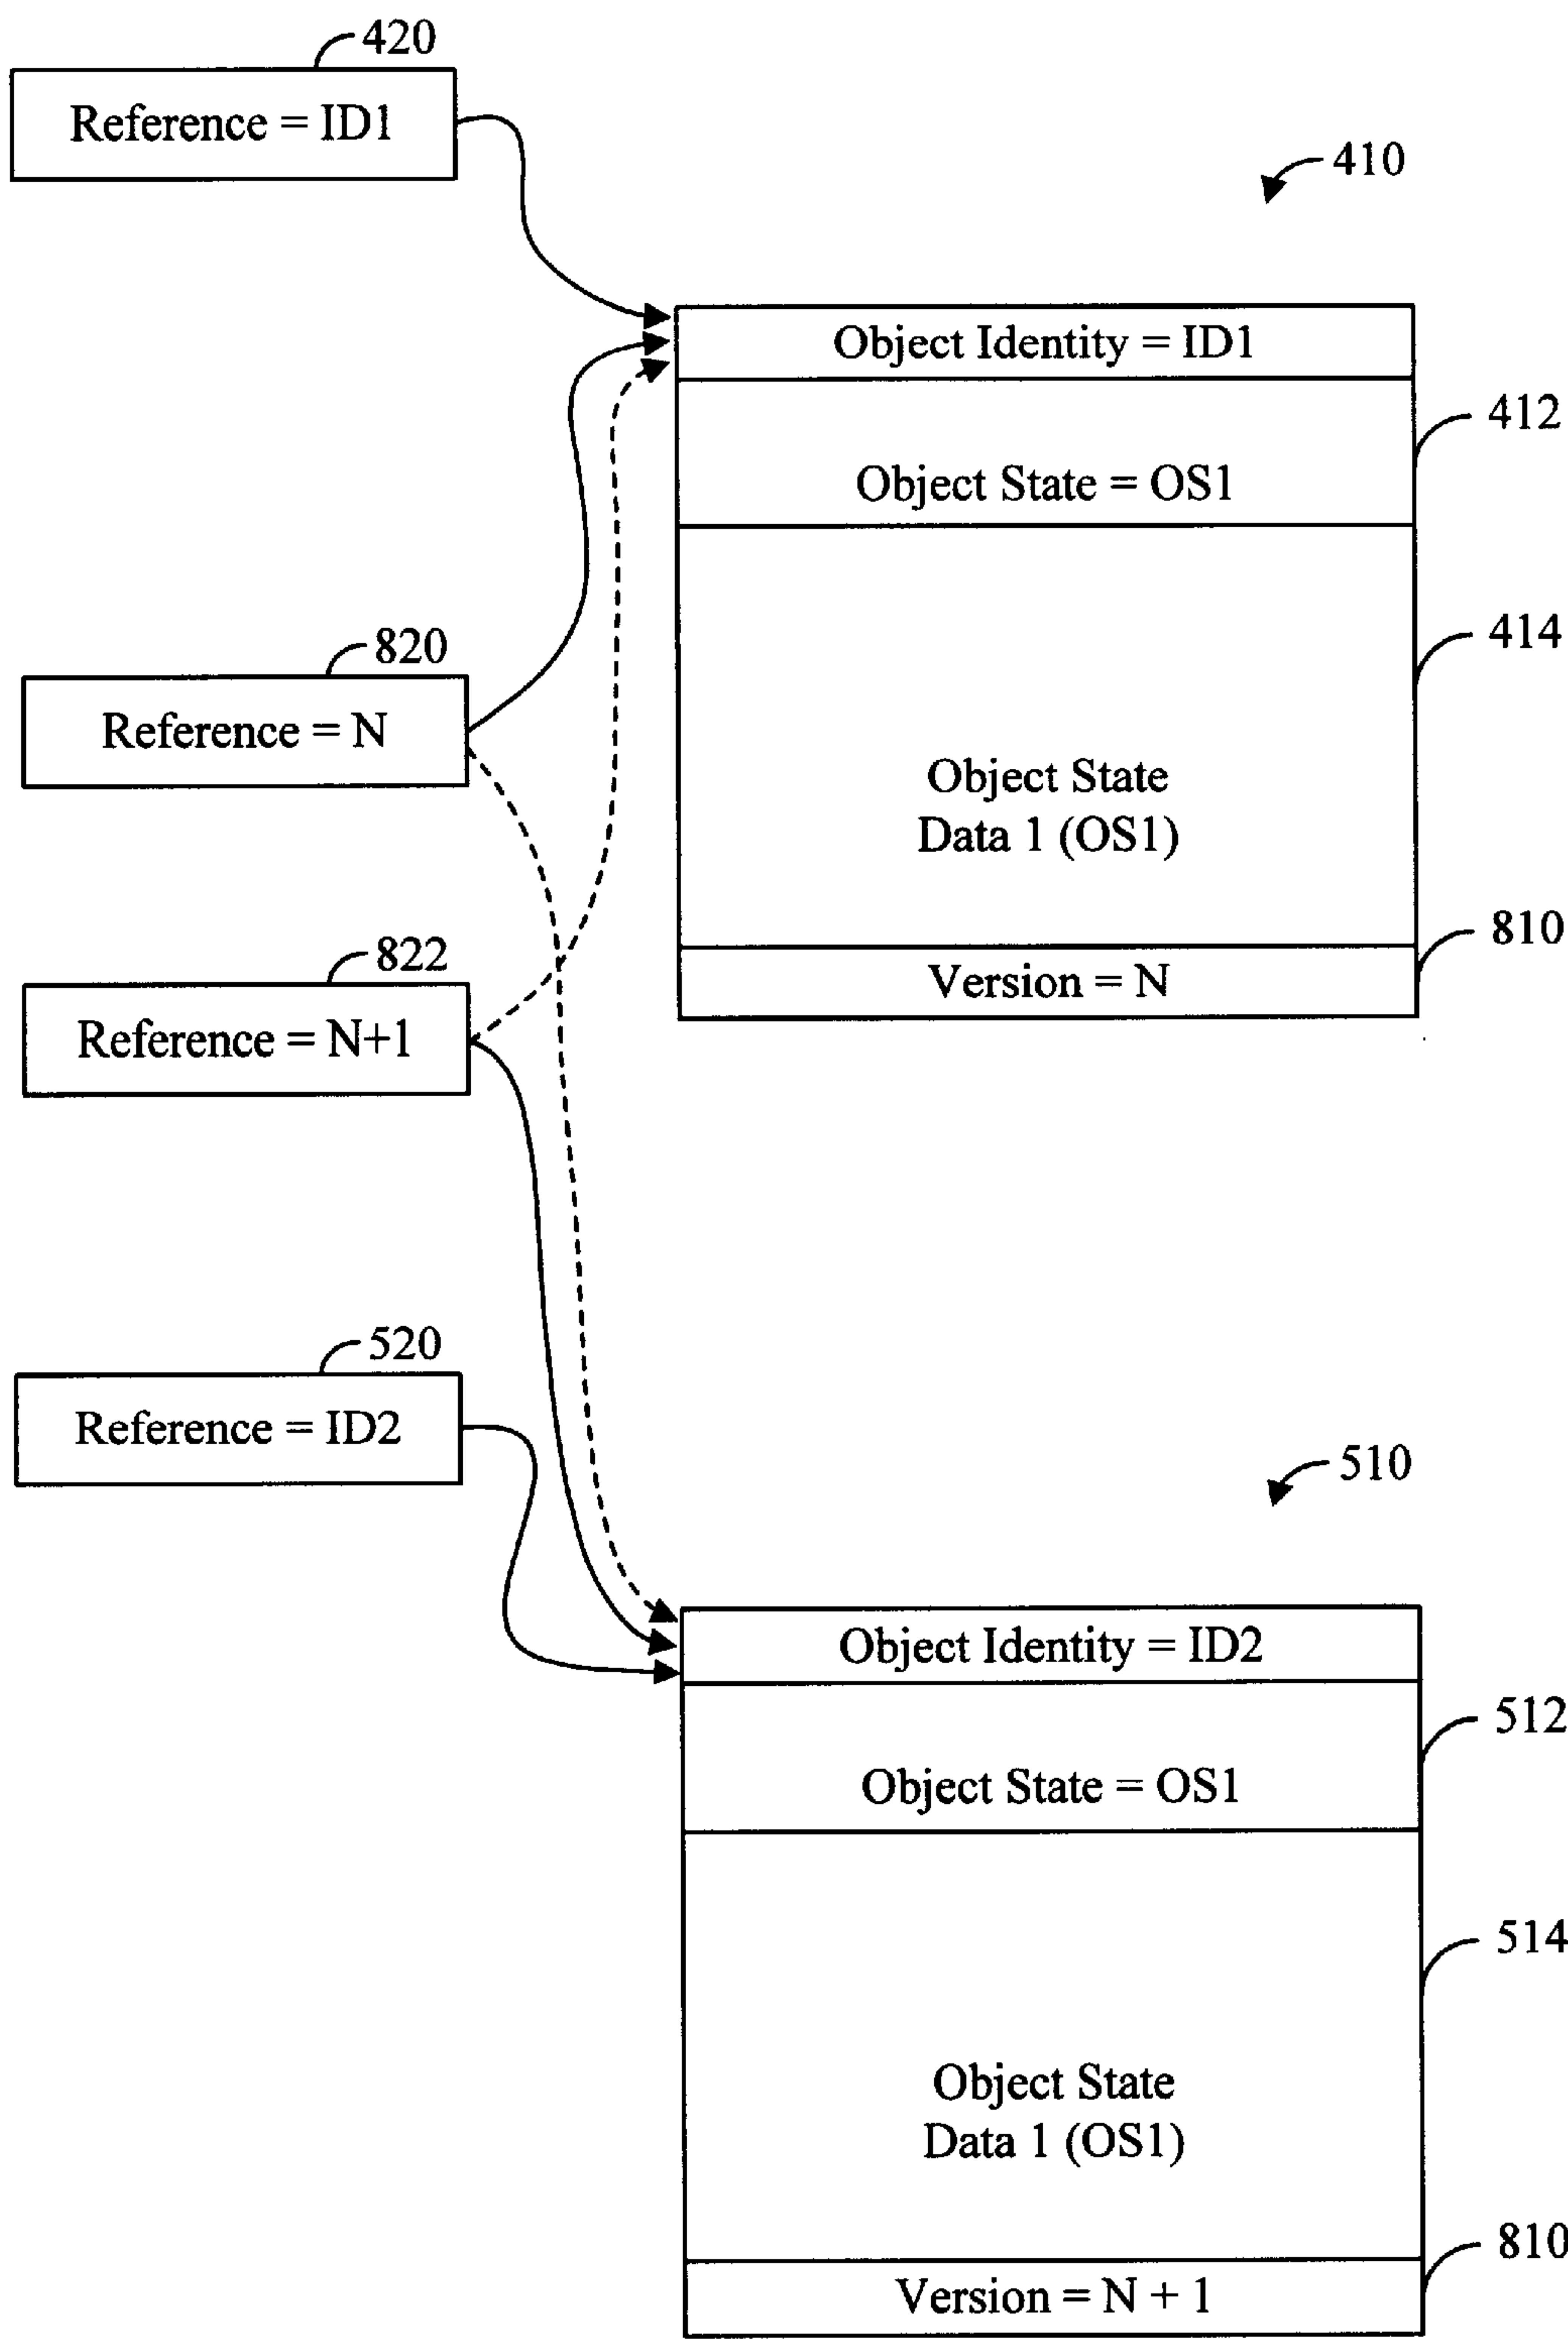 420
Reference = ID1
410
Object Identity = ID1
412
Object State = OS1
414
820
Reference = N
Object State
Data 1 (OS1)
810
822
Version = N
Reference = N+1
520
Reference = ID2
510
Object Identity = ID2
512
Object State = OS1
514
Object State
Data 1 (OS1)
810
Version = N + 1